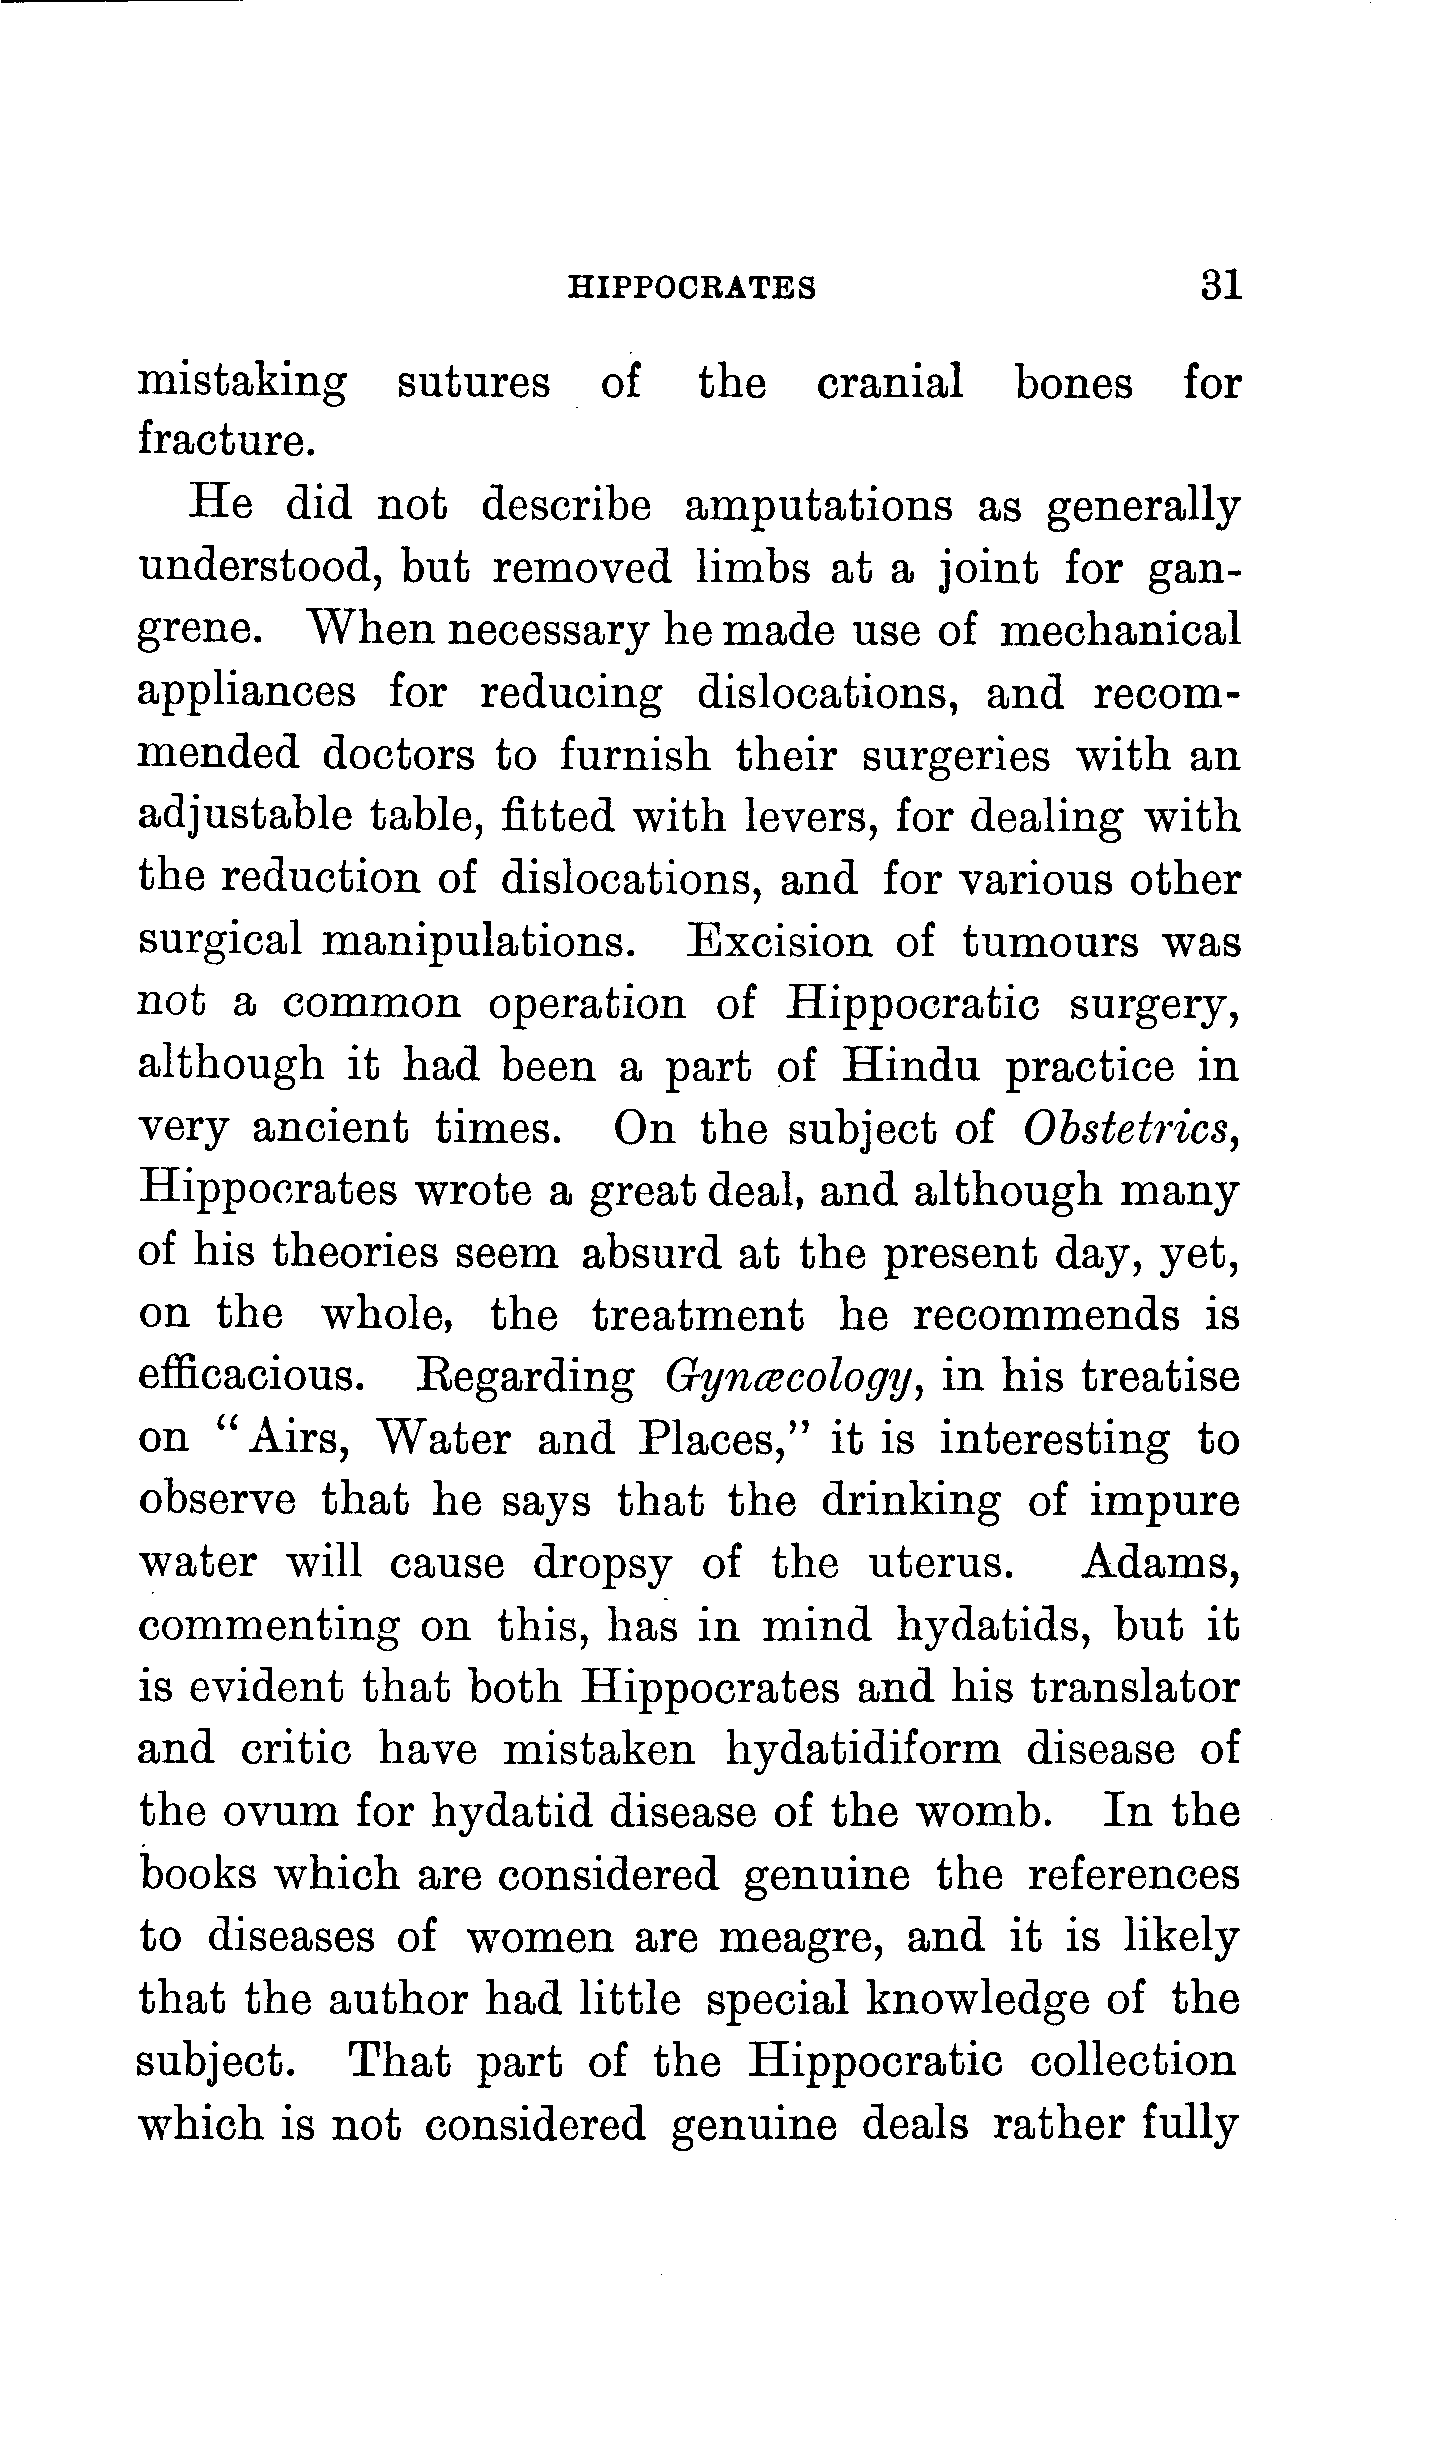 HIPPOCRATES 31
mistaking sutures of the cranial bones for
fracture.
He did not describe amputations as generally
understood, but removed limbs at a joint for gan-
grene. When necessary he made use of mechanical
appliances for reducing dislocations, and recom-
mended doctors to furnish their surgeries with an
adjustable table, fitted with levers, for dealing with
the reduction of dislocations, and for various other
surgical manipulations. Excision of tumours was
not a common operation of Hippocratic surgery,
although it had been a part of Hindu practice in
very ancient times. On the subject of Obstetrics,
Hippocrates wrote a great deal, and although many
of his theories seem absurd at the present day, yet,
on the whole, the treatment he recommends is
efficacious. Regarding Gynæcology, in his treatise
on “Airs, Water and Places,” it is interesting to
observe that he says that the drinking of impure
water will cause dropsy of the uterus. Adams,
commenting on this, has in mind hydatids, but it
is evident that both Hippocrates and his translator
and critic have mistaken hydatidiform disease of
the ovum for hydatid disease of the womb. In the
books which are considered genuine the references
to diseases of women are meagre, and it is likely
that the author had little special knowledge of the
subject. That part of the Hippocratic collection
which is not considered genuine deals rather fully